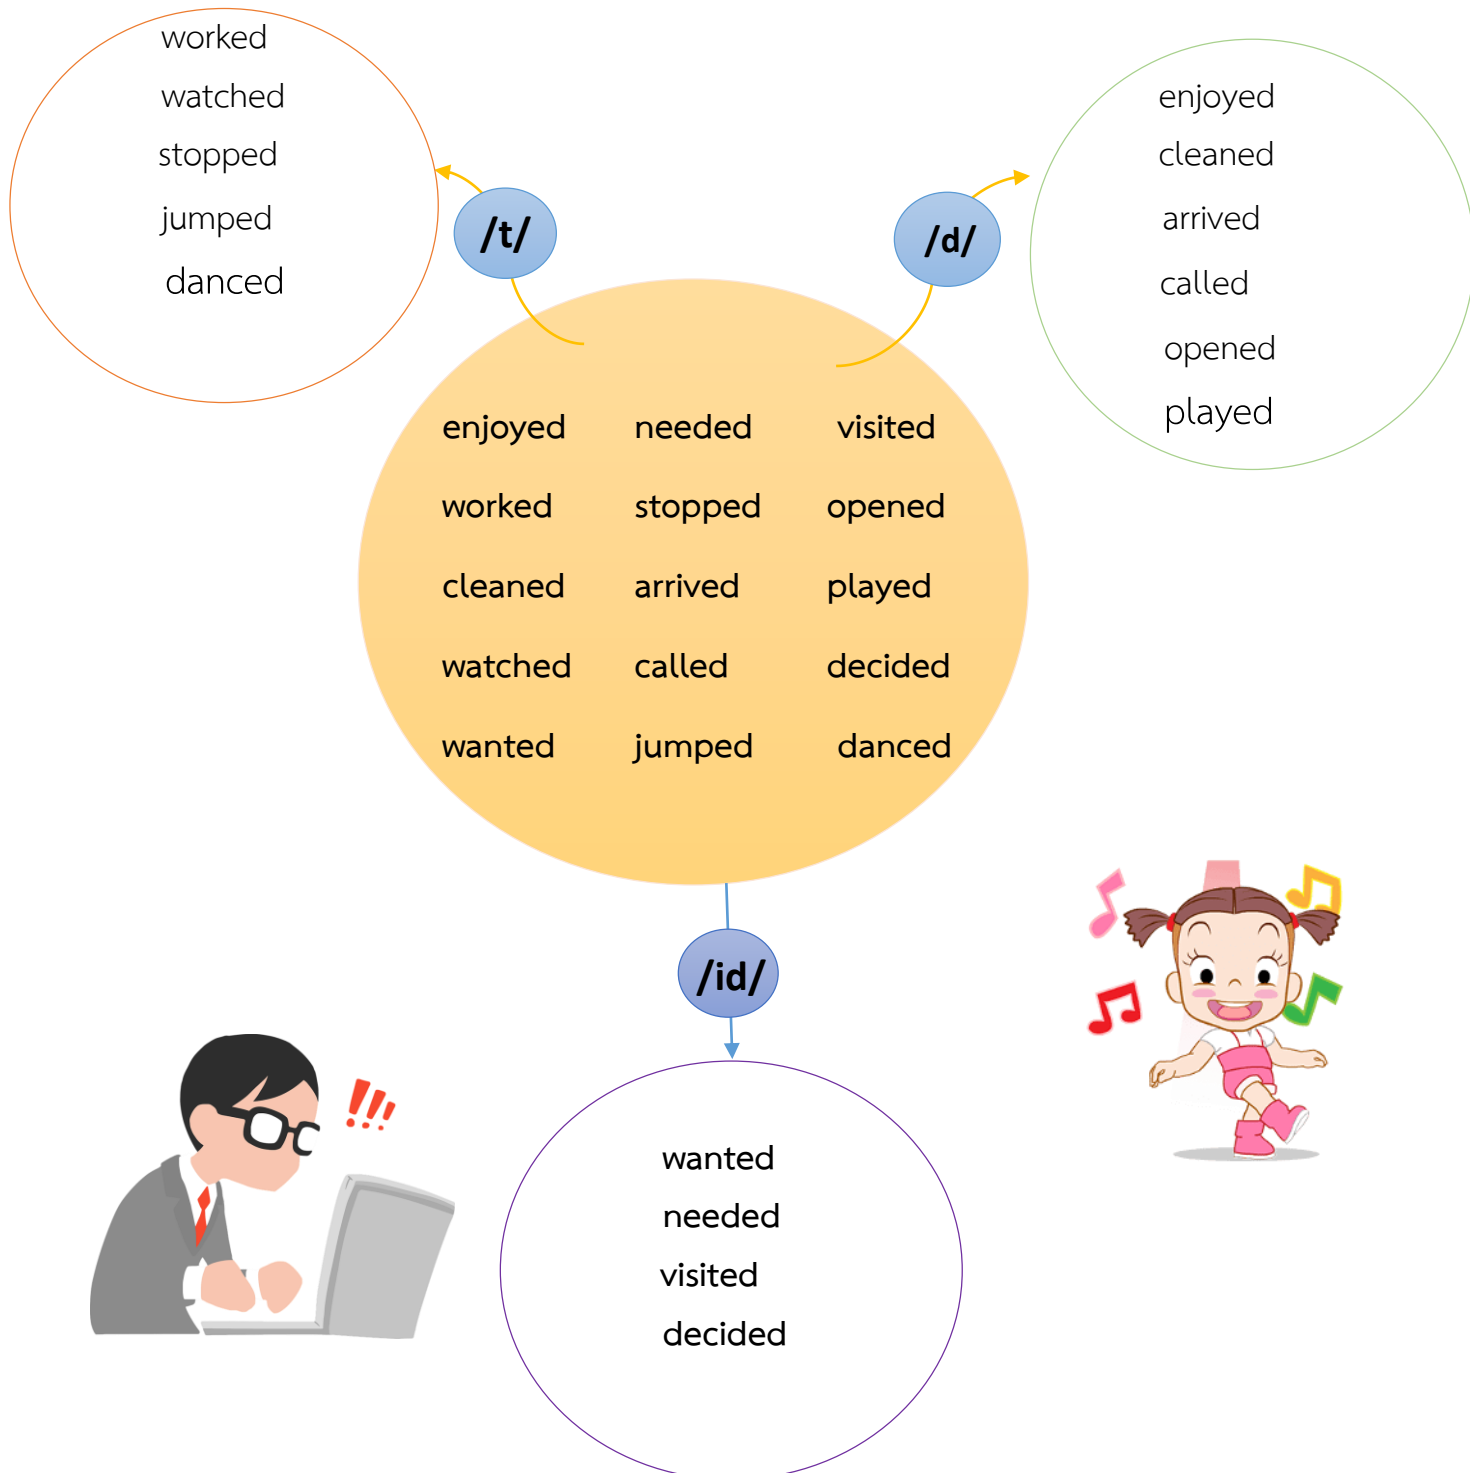 worked
watched
stopped
jumped
danced
/t/
/d/
enjoyed
cleaned
arrived
called
opened
played
enjoyed needed visited
worked stopped opened
cleaned arrived played
watched called decided
wanted jumped danced
/id/
!!!
wanted
needed
visited
decided